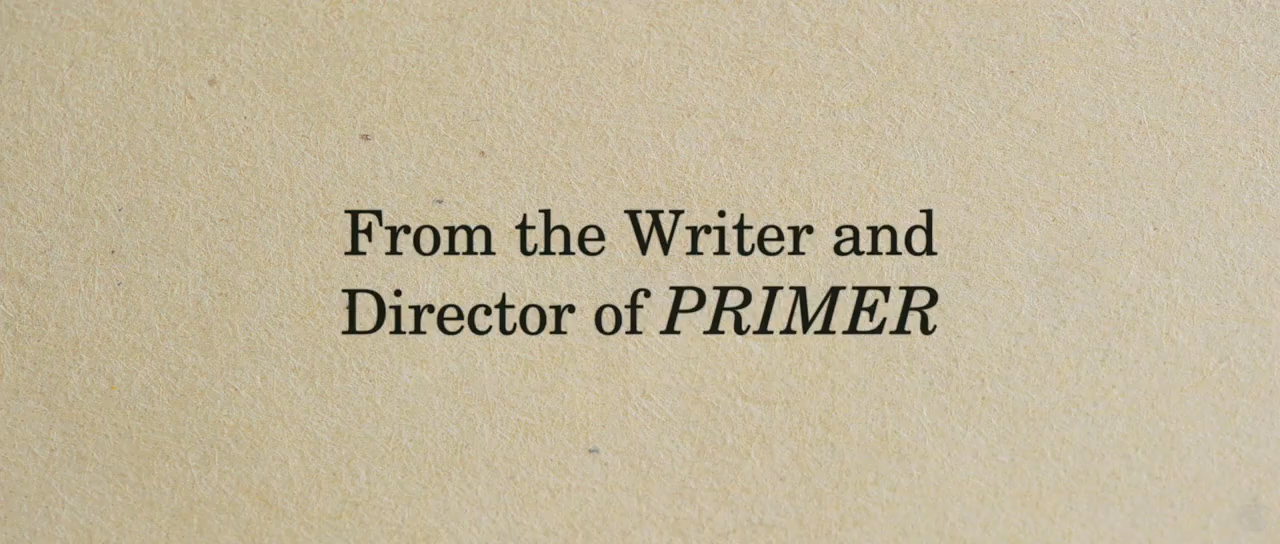 From the Writer and
Director of PRIMER